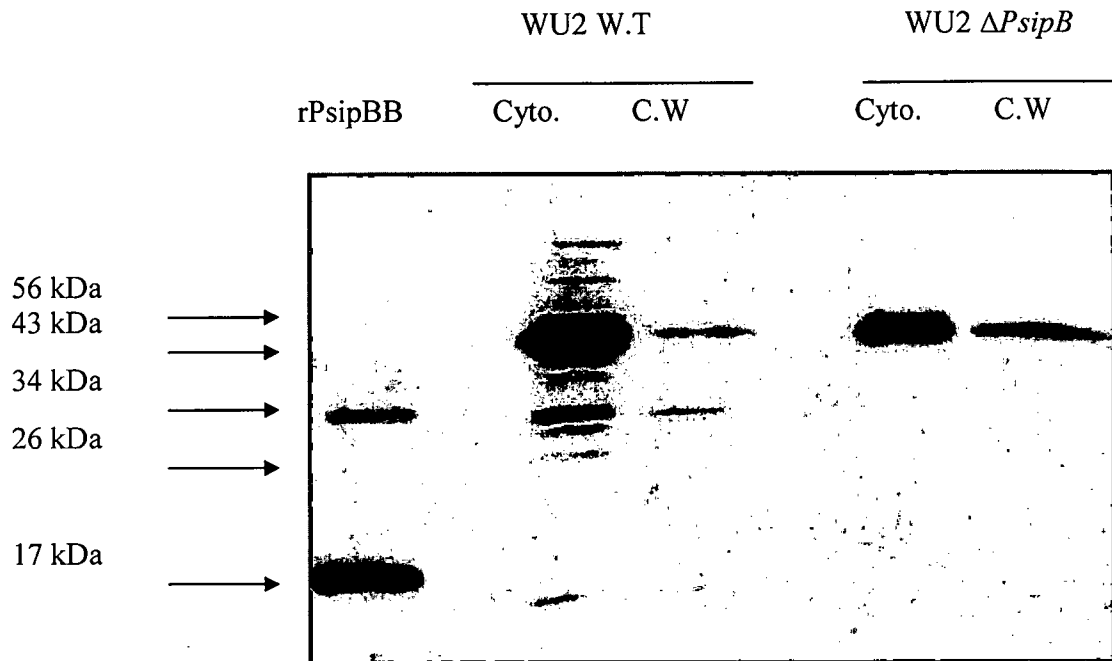 WU2 W.T WU2 ΔPsipB
rPsipBB Cyto. C.W Cyto. C.W
56 kDa
43 kDa
34 kDa
26 kDa
17 kDa